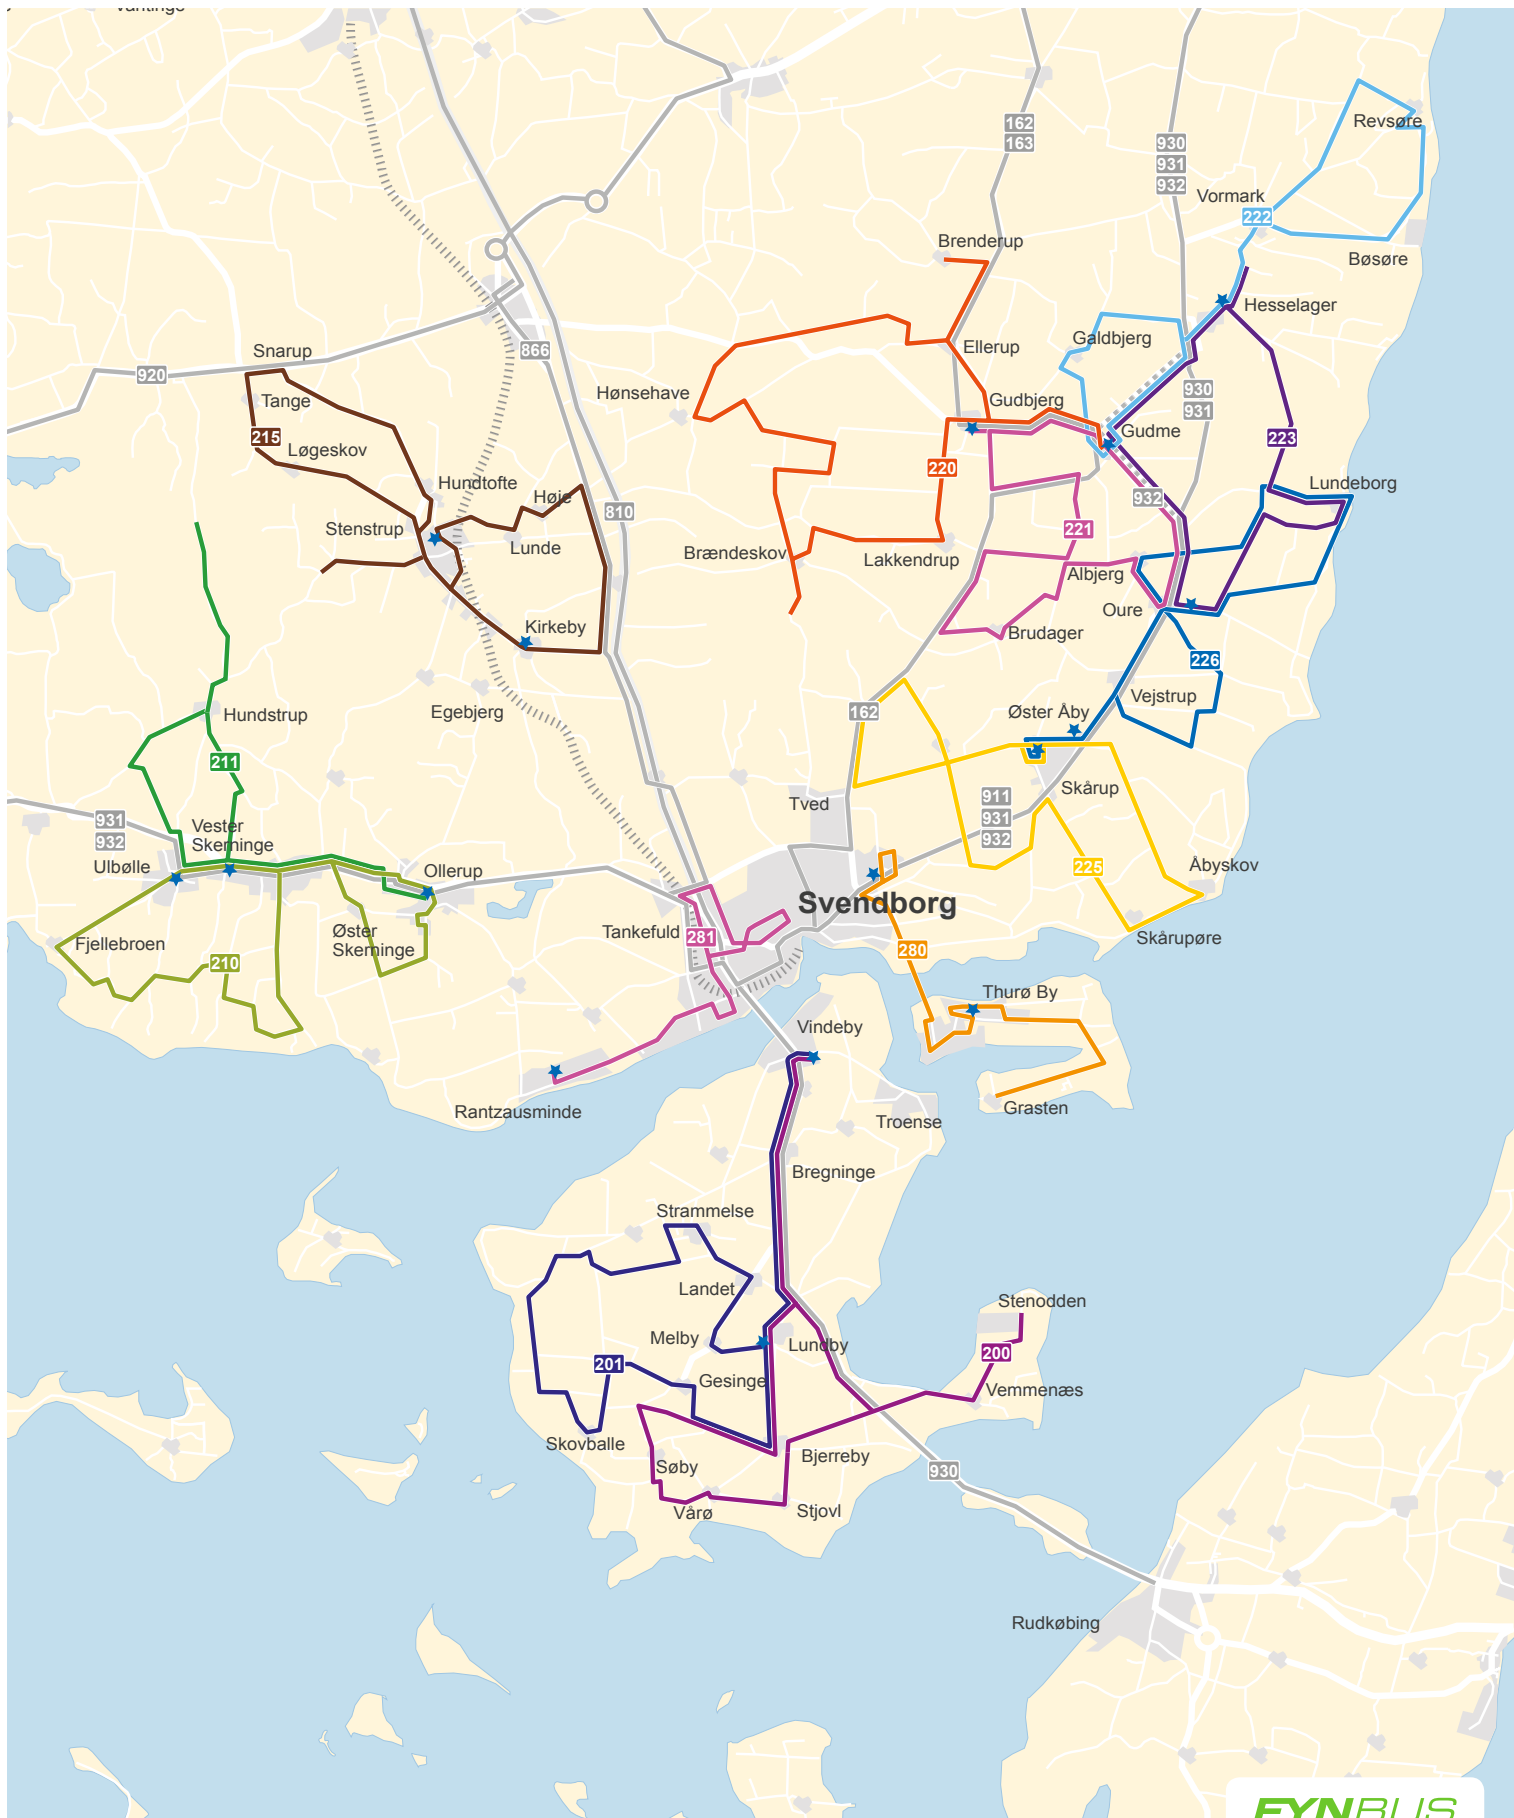 162
163
930
931
932
Revsøre
Vormark
222
Brenderup
Bøsøre
Hesselager
Snarup
866
Galdbjerg
Ellerup
920
Hønsehave
Tange
Gudbjerg
930
931
Gudme
215
Løgeskov
220
223
Hundtofte
Høje
810
932
Lundeborg
Stenstrup
Lunde
221
Brændeskov
Lakkendrup
Albjerg
Oure
Kirkeby
Brudager
226
Vejstrup
Hundstrup
Egebjerg
162
Øster Åby
211
Skårup
Tved
911
931
932
931
932
Vester
Skerninge
Ulbølle
Ollerup
225
Åbyskov
Svendborg
Fjellebroen
Øster
Skerninge
Tankefuld
281
280
Skårupøre
210
Thurø By
Vindeby
Rantzausminde
Troense
Grasten
Bregninge
Strammelse
Landet
Stenodden
Melby
Lundby
200
201
Gesinge
Vemmenæs
Skovballe
Bjerreby
Søby
930
Vårø
Stjovl
Rudkøbing
FYNBUS